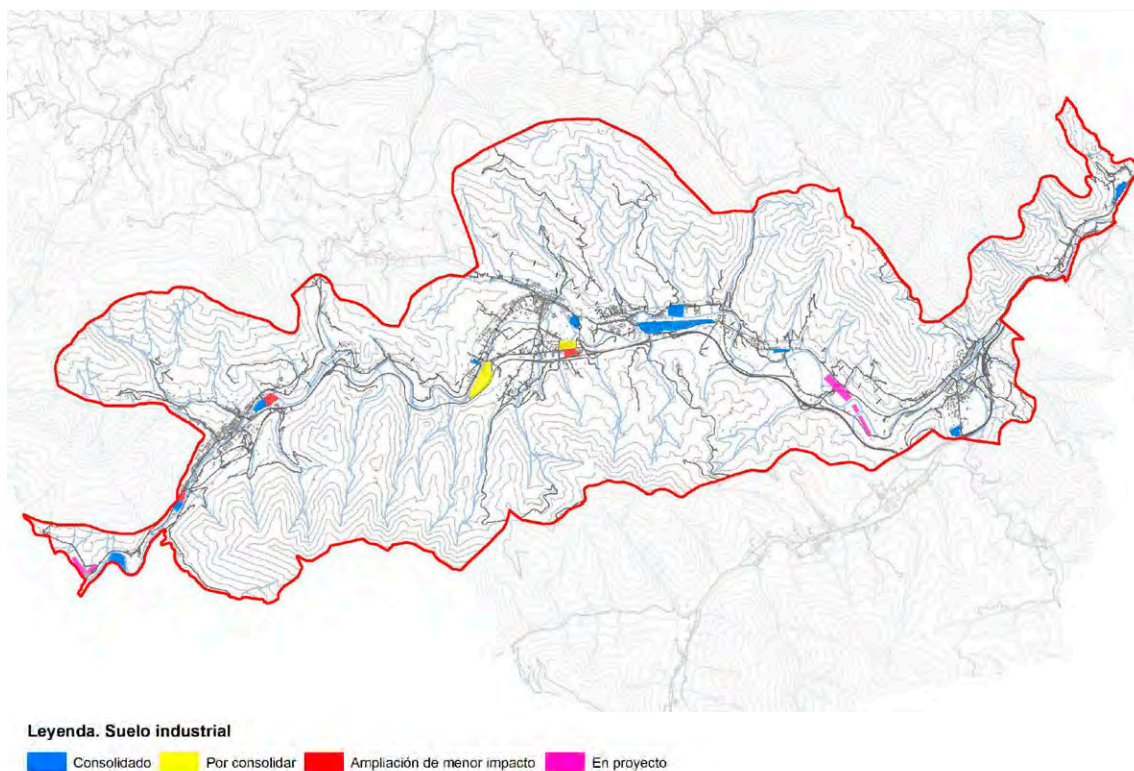 Leyenda. Suelo industrial
Consolidado Por consolidar Ampliación de menor impacto En proyecto